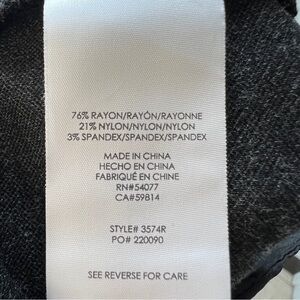 76% RAYON/RAYÓN/RAYONNE
21% NYLON/NYLON/NYLON
3% SPANDEX/SPANDEX/SPANDEX
MADE IN CHINA
HECHO EN CHINA
FABRIQUÉ EN CHINE
RN#54077
CA#59814
STYLE# 3574R
PO# 220090
SEE REVERSE FOR CARE